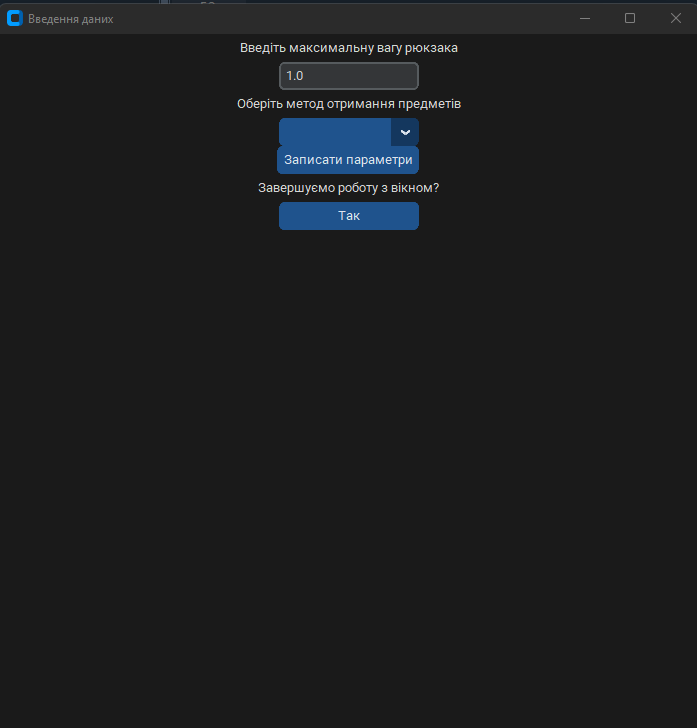 Введення даних
Введіть максимальну вагу рюкзака
1.0
Оберіть метод отримання предметів
Записати параметри
Завершуємо роботу з вікном?
Так